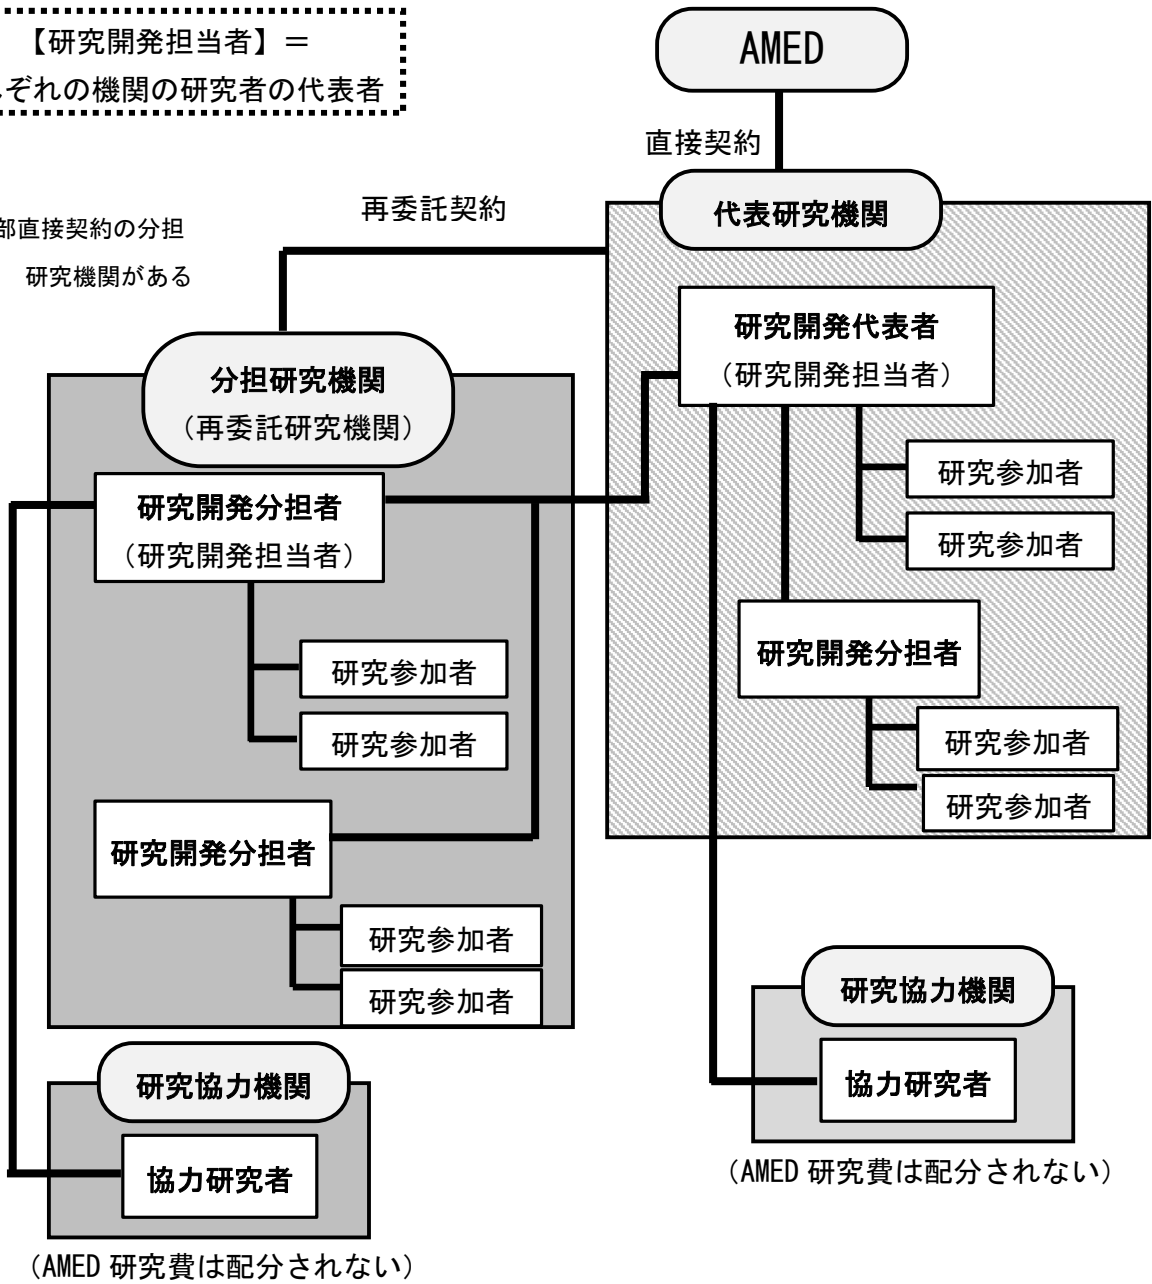 【研究開発担当者】＝
ぞれの機関の研究者の代表者
AMED
直接契約
代表研究機関
再委託契約
部直接契約の分担
研究機関がある
研究開発代表者
（研究開発担当者）
研究参加者
研究参加者
研究開発分担者
研究参加者
研究参加者
分担研究機関
（再委託研究機関）
研究開発分担者
（研究開発担当者）
研究参加者
研究参加者
研究開発分担者
研究参加者
研究参加者
研究協力機関
協力研究者
（AMED 研究費は配分されない）
研究協力機関
協力研究者
（AMED 研究費は配分されない）